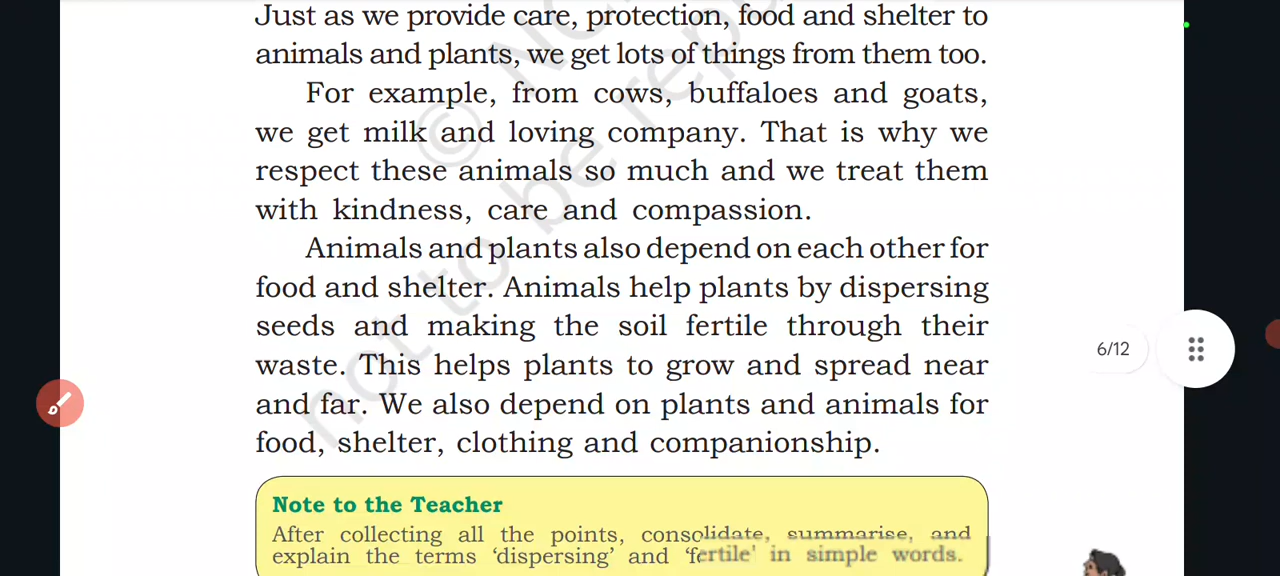 Just as we provide care, protection, food and shelter to
animals and plants, we get lots of things from them too.
For example, from cows, buffaloes and goats,
we get milk and loving company. That is why we
respect these animals so much and we treat them
with kindness, care and compassion.
Animals and plants also depend on each other for
food and shelter. Animals help plants by dispersing
seeds and making the soil fertile through their
waste. This helps plants to grow and spread near
and far. We also depend on plants and animals for
food, shelter, clothing and companionship.
6/12
Note to the Teacher
After collecting all the points, consolidate, summarise, and
explain the terms ‘dispersing’ and ‘fertile’ in simple words.
not to be rep